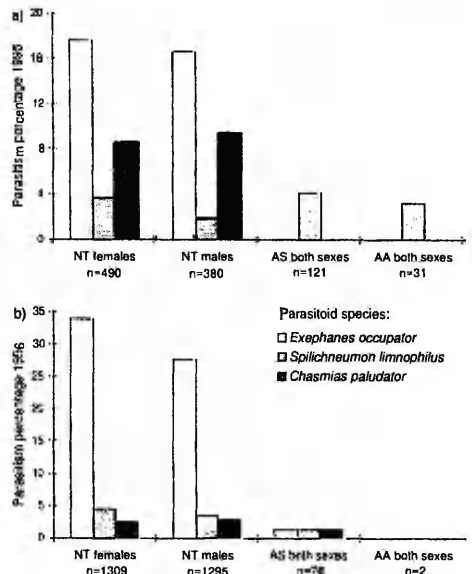 a)
Parasitism percentage 1995
20
16
12
8
4
0
NT females NT males AS both sexes AA both sexes
n=490 n=380 n=121 n=31
b)
Parasitism percentage 1996
35
30
25
20
15
10
5
0
Parasitoid species:
Exephanes occupator
Spilichneumon limnophilus
Chasmias paludator
NT females NT males AS both sexes AA both sexes
n=1309 n=1295 n=76 n=2